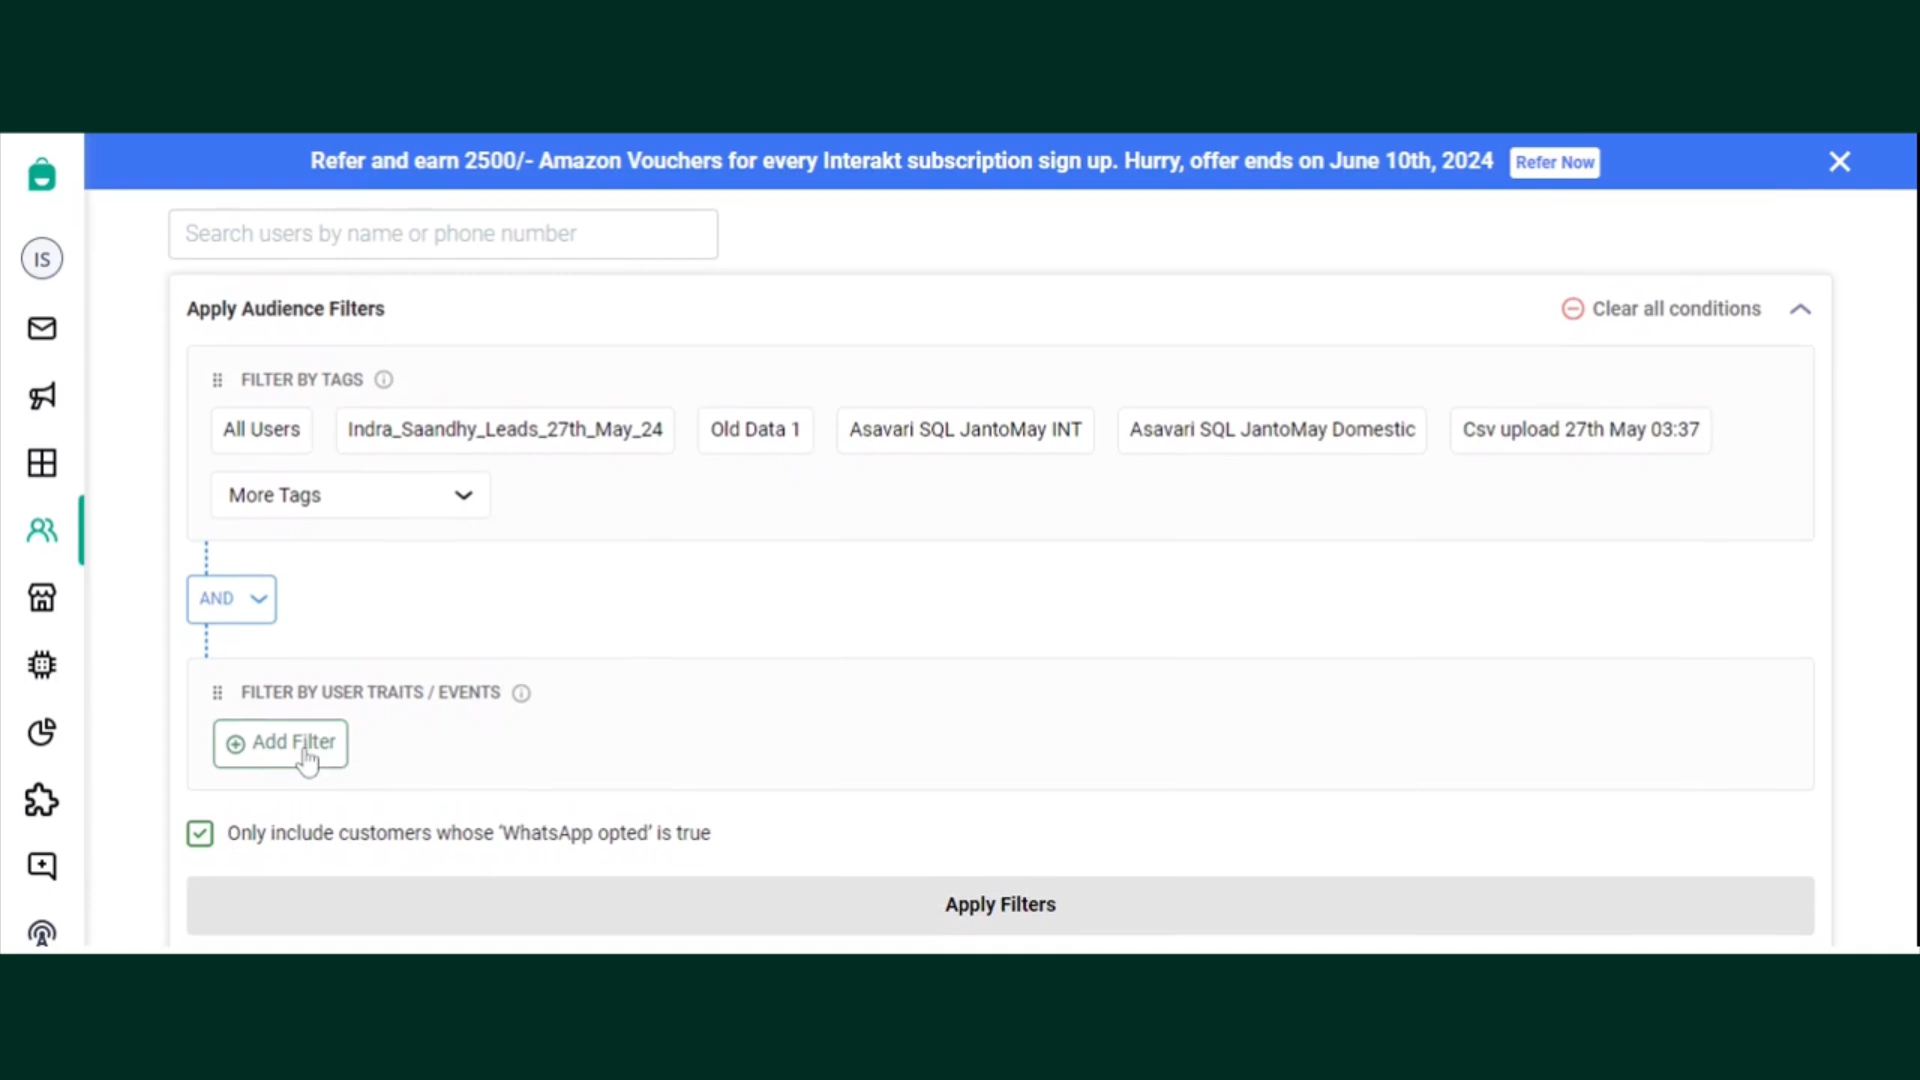 Refer and earn 2500/- Amazon Vouchers for every Interakt subscription sign up. Hurry, offer ends on June 10th, 2024 Refer Now
Search users by name or phone number
IS
Apply Audience Filters
Clear all conditions
FILTER BY TAGS
All Users
Indra_Saandhy_Leads_27th_May_24
Old Data 1
Asavari SQL JantoMay INT
Asavari SQL JantoMay Domestic
Csv upload 27th May 03:37
More Tags
AND
FILTER BY USER TRAITS / EVENTS
Add Filter
Only include customers whose ‘WhatsApp opted’ is true
Apply Filters